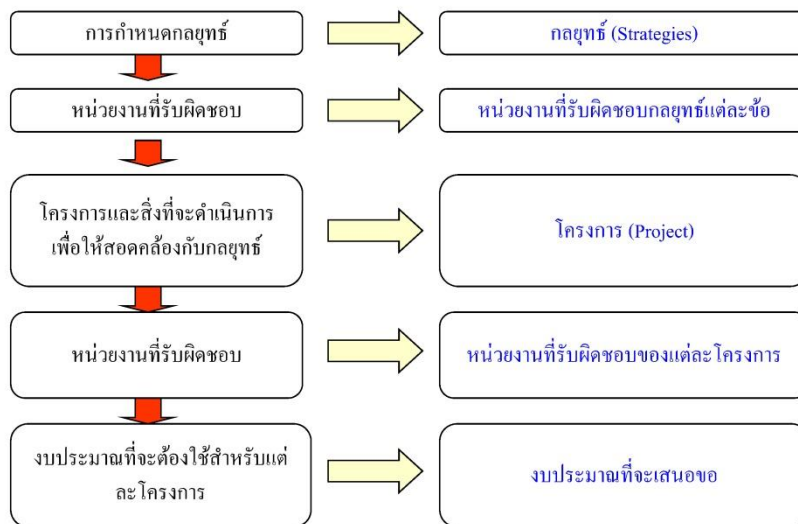 การกำหนดกลยุทธ์
กลยุทธ์ (Strategies)
หน่วยงานที่รับผิดชอบ
หน่วยงานที่รับผิดชอบกลยุทธ์แต่ละข้อ
โครงการและสิ่งที่จะดำเนินการ
เพื่อให้สอดคล้องกับกลยุทธ์
โครงการ (Project)
หน่วยงานที่รับผิดชอบ
หน่วยงานที่รับผิดชอบของแต่ละโครงการ
งบประมาณที่จะต้องใช้สำหรับแต่
ละโครงการ
งบประมาณที่จะเสนอขอ